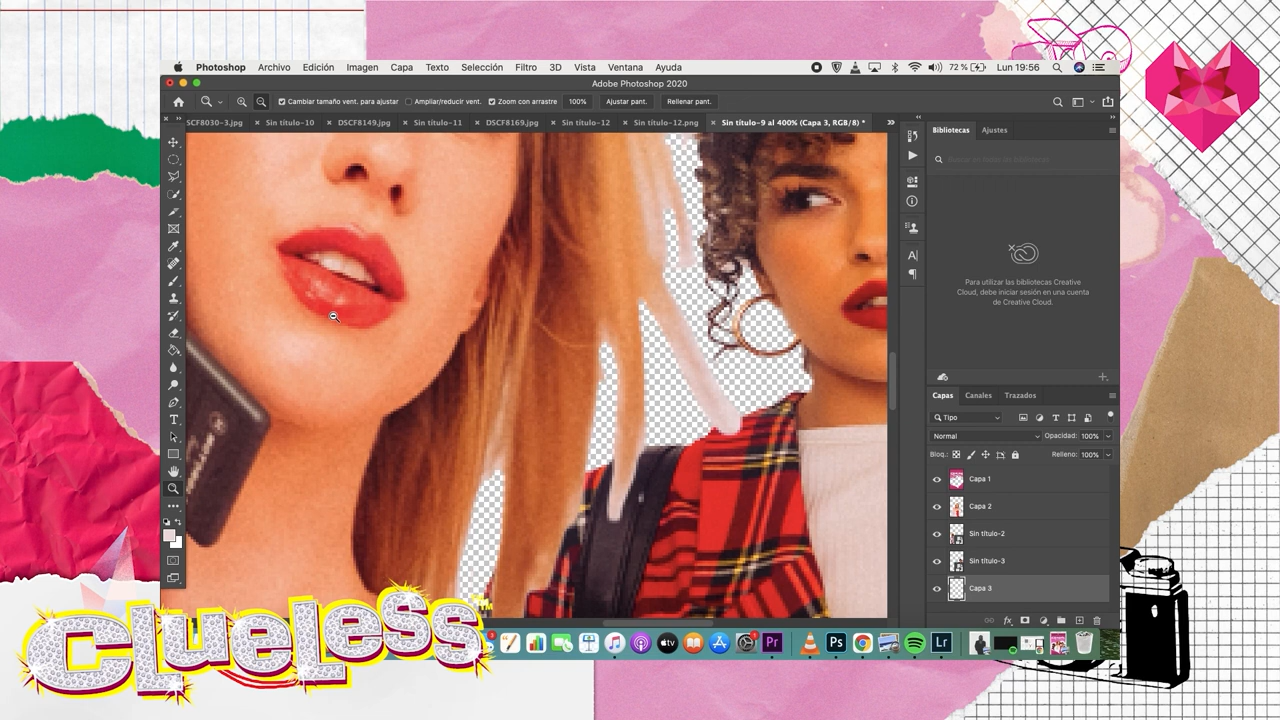 Photoshop Archivo Edición Imagen Capa Texto Selección Filtro 3D Vista Ventana Ayuda 72 % Lun 19:56
Adobe Photoshop 2020
Cambiar tamaño vent. para ajustar Ampliar/reducir vent. Zoom con arrastre 100% Ajustar pant. Rellenar pant.
SCF8030-3.jpg × Sin título-10 × DSCF8149.jpg × Sin título-11 × DSCF8169.jpg × Sin título-12 × Sin título-12.png × Sin título-9 al 400% (Capa 3, RGB/8) *
Bibliotecas Ajustes
Para utilizar las bibliotecas Creative
Cloud, debe iniciar sesión en una cuenta
de Creative Cloud.
Capas Canales Trazados
Tipo
Normal Opacidad: 100%
Bloq.: Relleno: 100%
Capa 1
Capa 2
Sin título-2
Sin título-3
Capa 3
Clueless
tv Pr Ps Lr